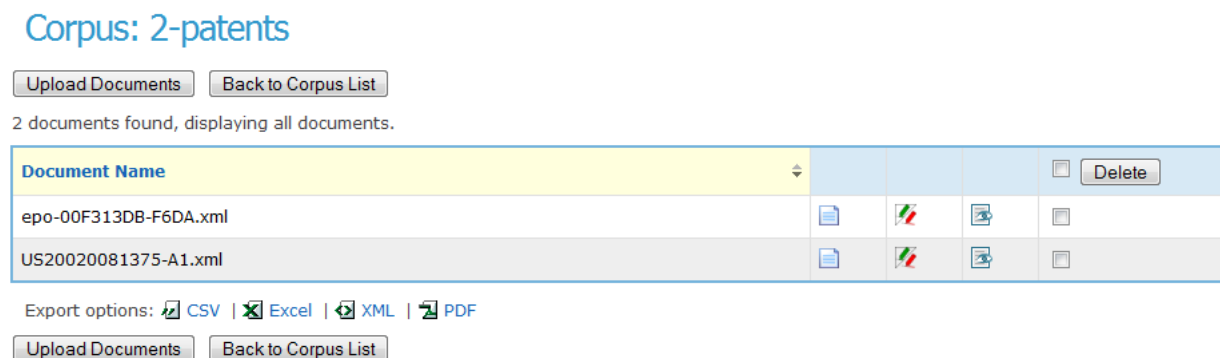 Corpus: 2-patents
Upload Documents Back to Corpus List
2 documents found, displaying all documents.
Document Name Delete
epo-00F313DB-F6DA.xml
US20020081375-A1.xml
Export options: CSV | Excel | XML | PDF
Upload Documents Back to Corpus List